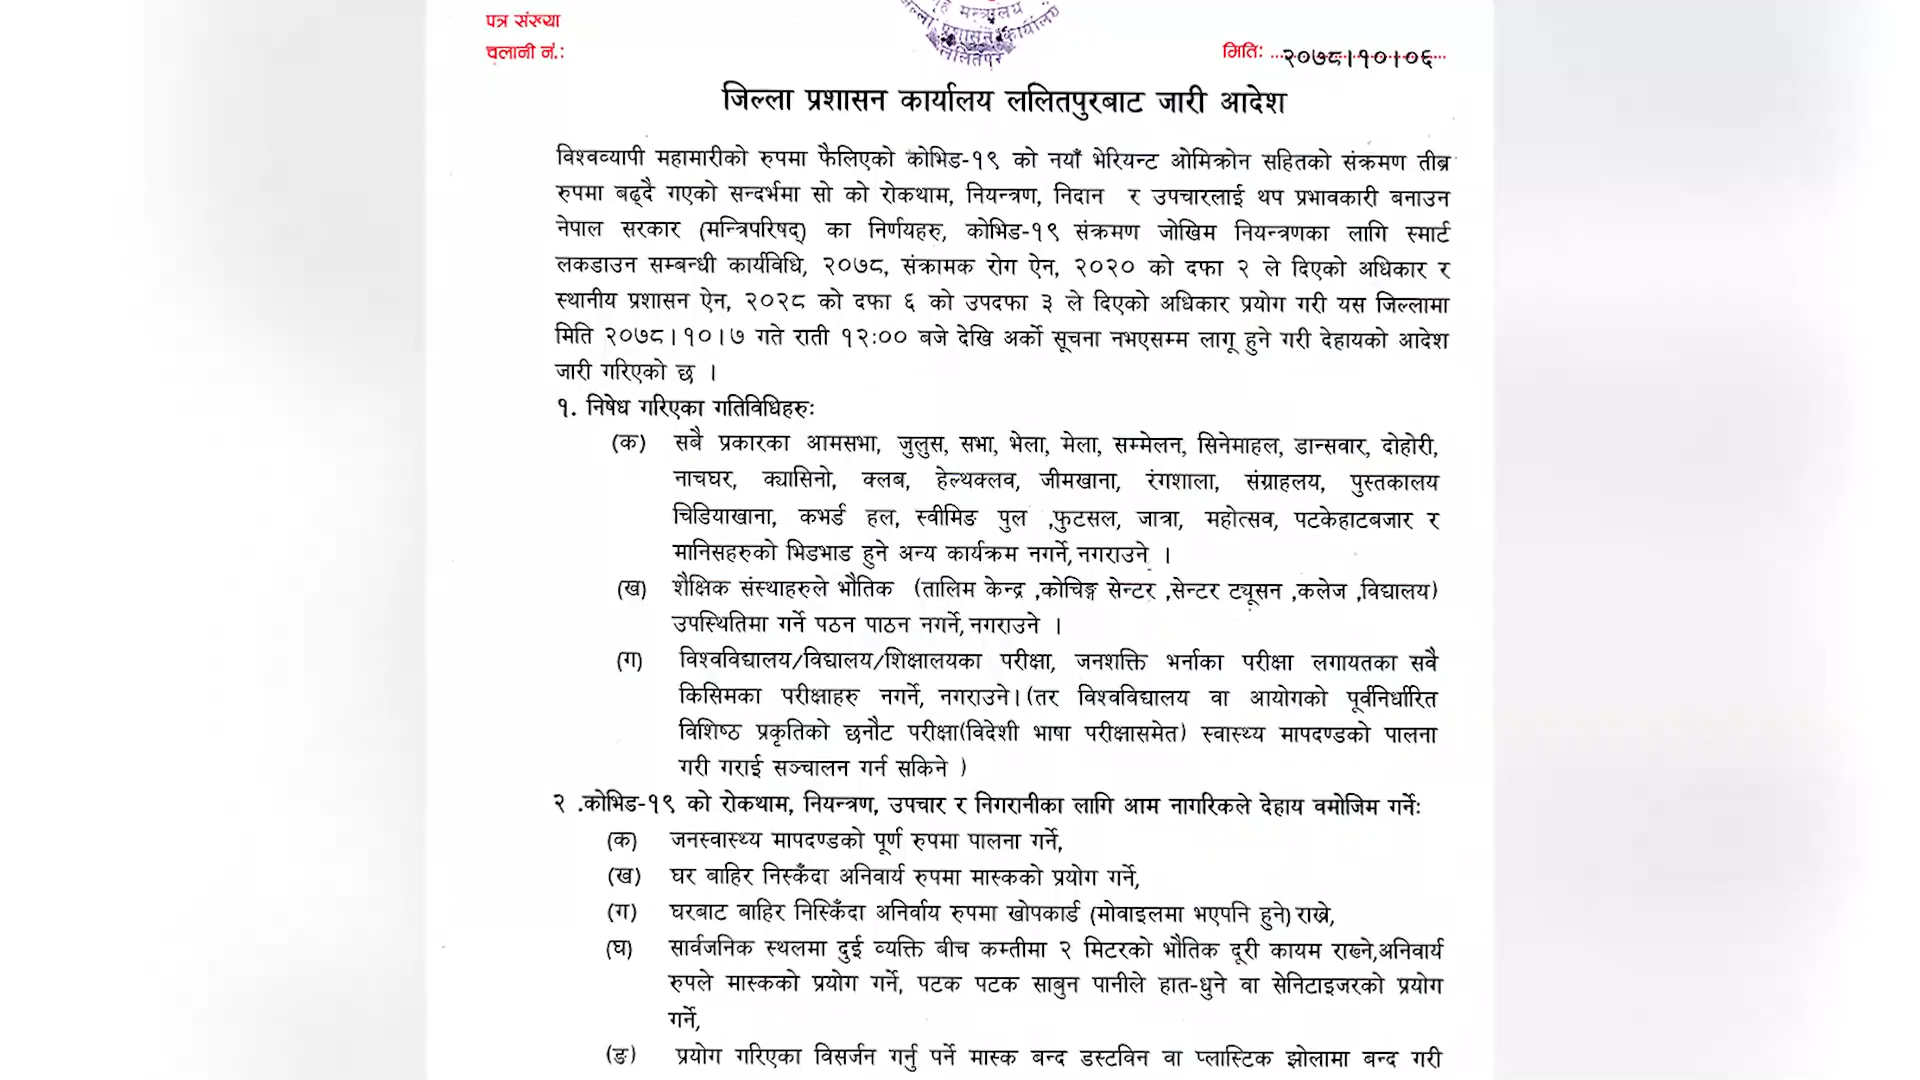 पत्र संख्या
चलानी नं.:
मन्त्रालय
जिल्ला प्रशासन कार्यालय
ललितपुर
मितिः २०७८।१०।०६
जिल्ला प्रशासन कार्यालय ललितपुरबाट जारी आदेश
विश्वव्यापी महामारीको रुपमा फैलिएको कोभिड-१९ को नयाँ भेरियन्ट ओमिक्रोन सहितको संक्रमण तीब्र
रुपमा बढ्दै गएको सन्दर्भमा सो को रोकथाम, नियन्त्रण, निदान र उपचारलाई थप प्रभावकारी बनाउन
नेपाल सरकार (मन्त्रिपरिषद्) का निर्णयहरु, कोभिड-१९ संक्रमण जोखिम नियन्त्रणका लागि स्मार्ट
लकडाउन सम्बन्धी कार्यविधि, २०७८, संक्रामक रोग ऐन, २०२० को दफा २ ले दिएको अधिकार र
स्थानीय प्रशासन ऐन, २०२८ को दफा ६ को उपदफा ३ ले दिएको अधिकार प्रयोग गरी यस जिल्लामा
मिति २०७८।१०।७ गते राती १२:०० बजे देखि अर्को सूचना नभएसम्म लागू हुने गरी देहायको आदेश
जारी गरिएको छ ।
१. निषेध गरिएका गतिविधिहरुः
(क) सबै प्रकारका आमसभा, जुलुस, सभा, भेला, मेला, सम्मेलन, सिनेमाहल, डान्सवार, दोहोरी,
नाचघर, क्यासिनो, क्लब, हेल्थक्लव, जीमखाना, रंगशाला, संग्राहलय, पुस्तकालय
चिडियाखाना, कभर्ड हल, स्वीमिङ पुल ,फुटसल, जात्रा, महोत्सव, पटकेहाटबजार र
मानिसहरुको भिडभाड हुने अन्य कार्यक्रम नगर्ने, नगराउने ।
(ख) शैक्षिक संस्थाहरुले भौतिक (तालिम केन्द्र ,कोचिङ्ग सेन्टर ,सेन्टर ट्यूसन ,कलेज ,विद्यालय)
उपस्थितिमा गर्ने पठन पाठन नगर्ने, नगराउने ।
(ग) विश्वविद्यालय/विद्यालय/शिक्षालयका परीक्षा, जनशक्ति भर्नाका परीक्षा लगायतका सवै
किसिमका परीक्षाहरु नगर्ने, नगराउने। (तर विश्वविद्यालय वा आयोगको पूर्वनिर्धारित
विशिष्ठ प्रकृतिको छनौट परीक्षा(विदेशी भाषा परीक्षासमेत) स्वास्थ्य मापदण्डको पालना
गरी गराई सञ्चालन गर्न सकिने )
२ .कोभिड-१९ को रोकथाम, नियन्त्रण, उपचार र निगरानीका लागि आम नागरिकले देहाय वमोजिम गर्नेः
(क) जनस्वास्थ्य मापदण्डको पूर्ण रुपमा पालना गर्ने,
(ख) घर बाहिर निस्कँदा अनिवार्य रुपमा मास्कको प्रयोग गर्ने,
(ग) घरबाट बाहिर निस्किँदा अनिर्वाय रुपमा खोपकार्ड (मोवाइलमा भएपनि हुने) राख्ने,
(घ) सार्वजनिक स्थलमा दुई व्यक्ति बीच कम्तीमा २ मिटरको भौतिक दूरी कायम राख्ने,अनिवार्य
रुपले मास्कको प्रयोग गर्ने, पटक पटक साबुन पानीले हात-धुने वा सेनिटाइजरको प्रयोग
गर्ने,
(ङ) प्रयोग गरिएका विसर्जन गर्नु पर्ने मास्क बन्द डस्टविन वा प्लास्टिक झोलामा बन्द गरी